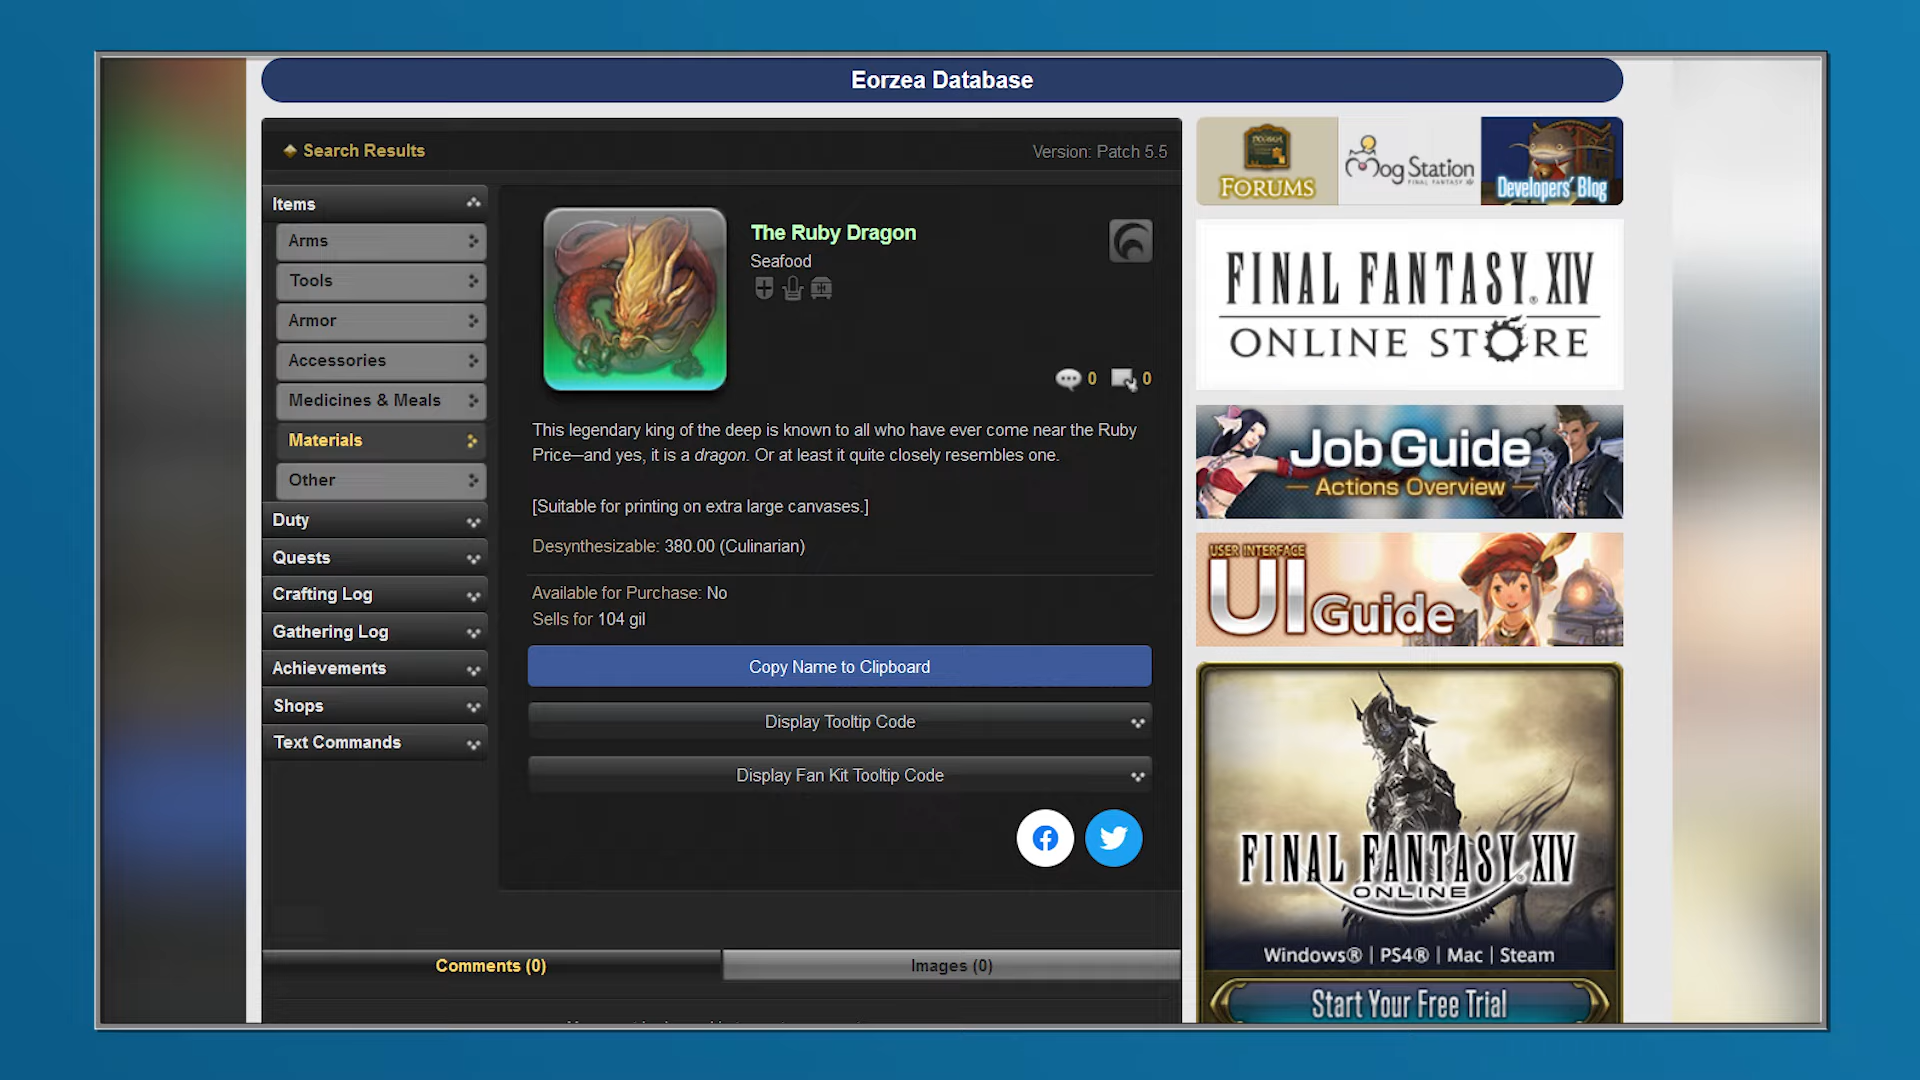 Eorzea Database
Search Results
Version: Patch 5.5
Items
Arms
Tools
Armor
Accessories
Medicines & Meals
Materials
Other
Duty
Quests
Crafting Log
Gathering Log
Achievements
Shops
Text Commands
The Ruby Dragon
Seafood
0 0
This legendary king of the deep is known to all who have ever come near the Ruby
Price—and yes, it is a dragon. Or at least it quite closely resembles one.
[Suitable for printing on extra large canvases.]
Desynthesizable: 380.00 (Culinarian)
Available for Purchase: No
Sells for 104 gil
Copy Name to Clipboard
Display Tooltip Code
Display Fan Kit Tooltip Code
Comments (0)
Images (0)
FORUMS
Mog Station
FINAL FANTASY XIV
Developers' Blog
FINAL FANTASY® XIV
ONLINE STORE
Job Guide
Actions Overview
USER INTERFACE
UI Guide
FINAL FANTASY® XIV
ONLINE
Windows® | PS4® | Mac | Steam
Start Your Free Trial